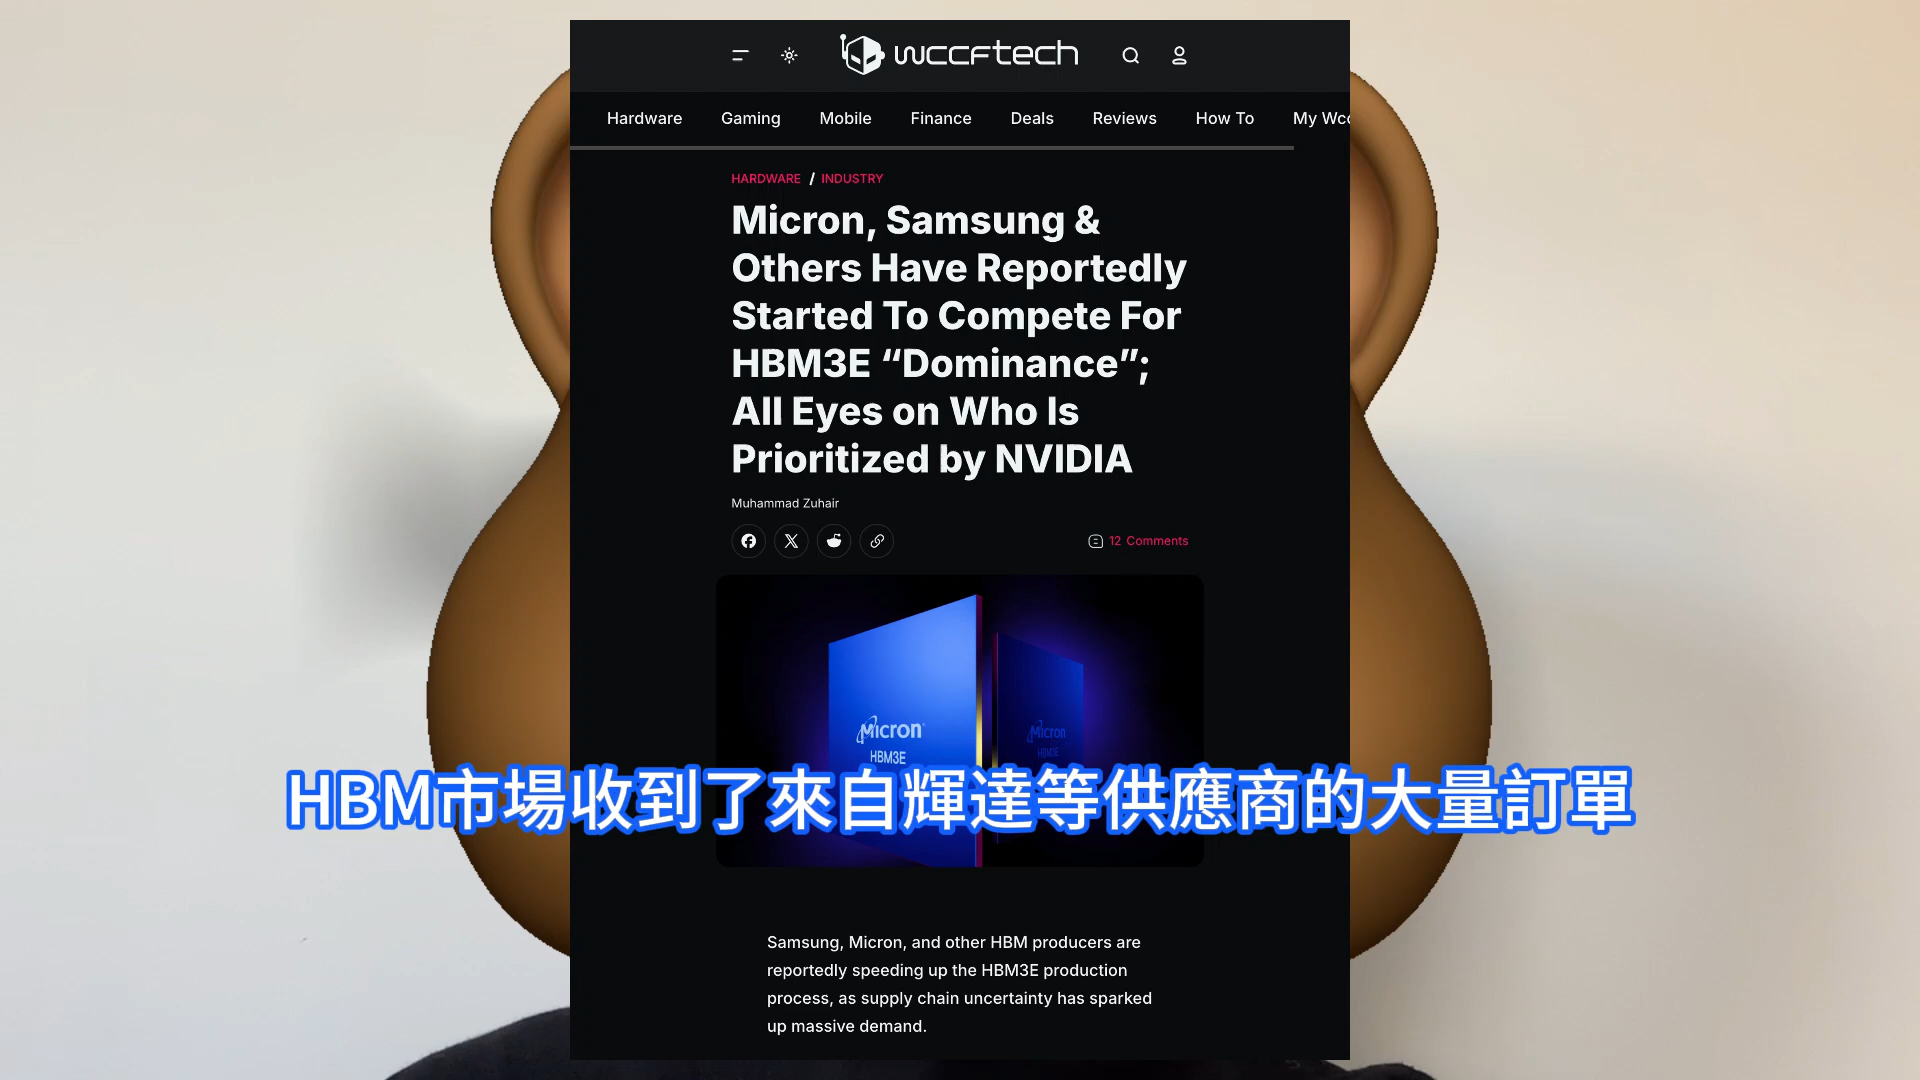 wccftech
Hardware Gaming Mobile Finance Deals Reviews How To My Wcc
HARDWARE / INDUSTRY
Micron, Samsung &
Others Have Reportedly
Started To Compete For
HBM3E “Dominance”;
All Eyes on Who Is
Prioritized by NVIDIA
Muhammad Zuhair
12 Comments
Micron
HBM3E
Micron
HBM3E
HBM市場收到了來自輝達等供應商的大量訂單
Samsung, Micron, and other HBM producers are
reportedly speeding up the HBM3E production
process, as supply chain uncertainty has sparked
up massive demand.